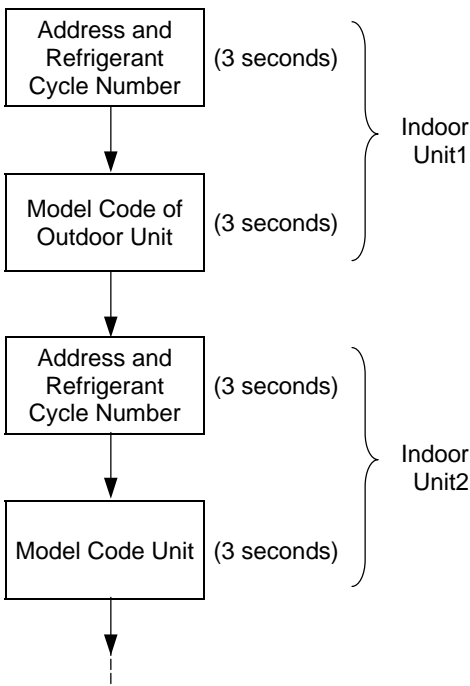 Address and
Refrigerant
Cycle Number
(3 seconds)
Indoor
Unit1
Model Code of
Outdoor Unit
(3 seconds)
Address and
Refrigerant
Cycle Number
(3 seconds)
Indoor
Unit2
Model Code Unit
(3 seconds)